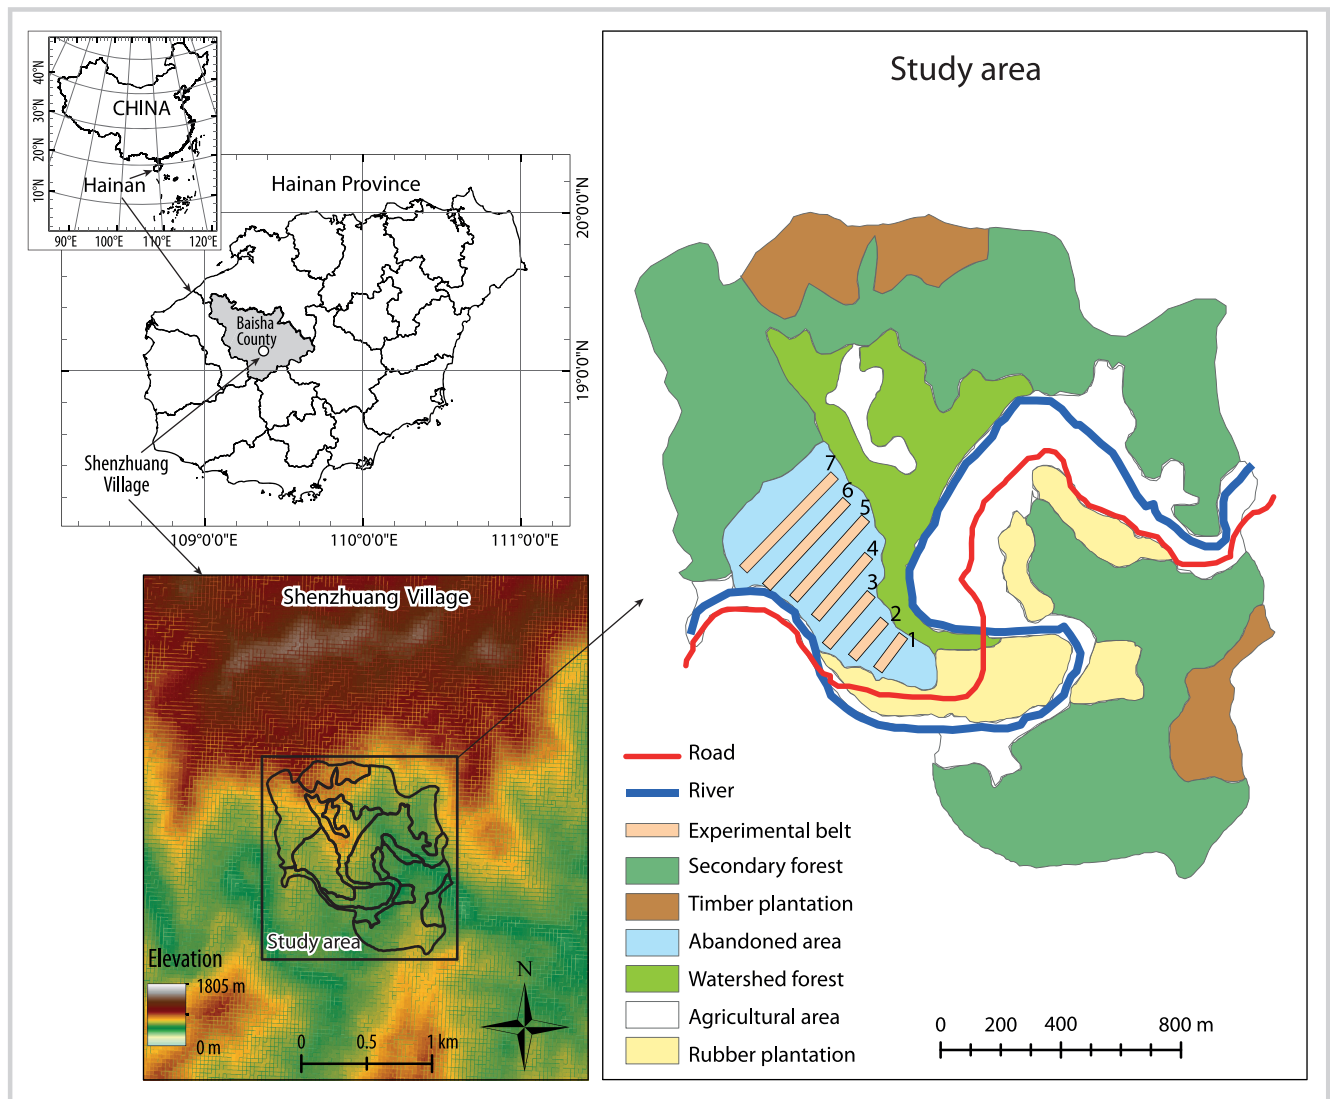 40°N
30°N
20°N
10°N
CHINA
Hainan
90°E
100°E
110°E
120°E
Hainan Province
20°0'0"N
19°0'0"N
Baisha
County
Shenzhuang
Village
109°0'0"E
110°0'0"E
111°0'0"E
Shenzhuang Village
Study area
Elevation
1805 m
0 m
0
0.5
1 km
N
Study area
7
6
5
4
3
2
1
Road
River
Experimental belt
Secondary forest
Timber plantation
Abandoned area
Watershed forest
Agricultural area
Rubber plantation
0
200
400
800 m